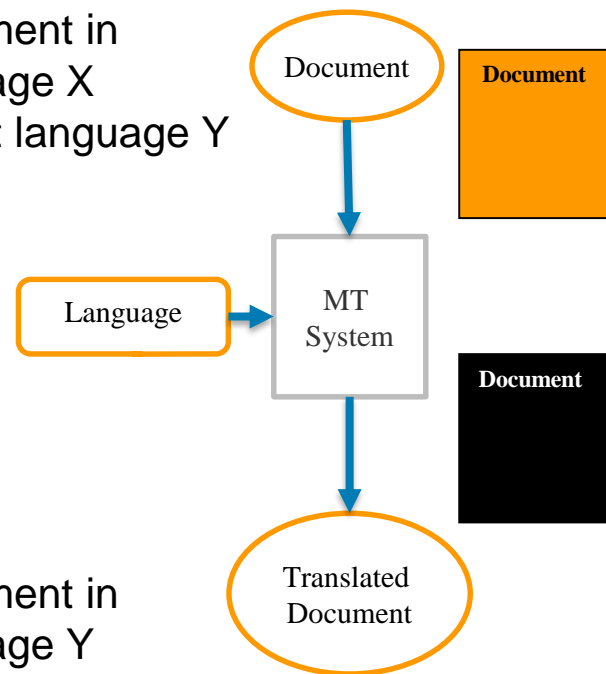 ment in
age X
t language Y
Document
Document
Language
MT
System
Document
Translated
Document
ment in
age Y